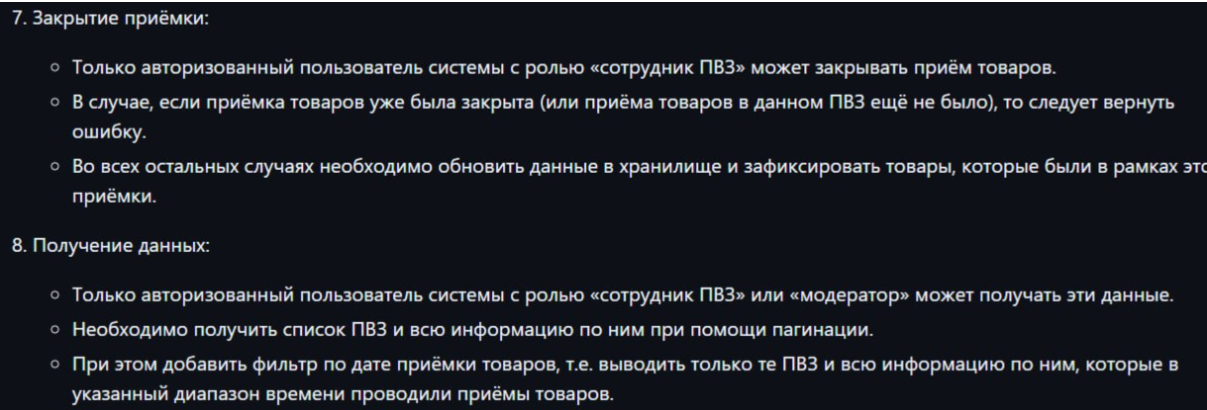 7. Закрытие приёмки:
◦ Только авторизованный пользователь системы с ролью «сотрудник ПВЗ» может закрывать приём товаров.
◦ В случае, если приёмка товаров уже была закрыта (или приёма товаров в данном ПВЗ ещё не было), то следует вернуть
ошибку.
◦ Во всех остальных случаях необходимо обновить данные в хранилище и зафиксировать товары, которые были в рамках это
приёмки.
8. Получение данных:
◦ Только авторизованный пользователь системы с ролью «сотрудник ПВЗ» или «модератор» может получать эти данные.
◦ Необходимо получить список ПВЗ и всю информацию по ним при помощи пагинации.
◦ При этом добавить фильтр по дате приёмки товаров, т.е. выводить только те ПВЗ и всю информацию по ним, которые в
указанный диапазон времени проводили приёмы товаров.